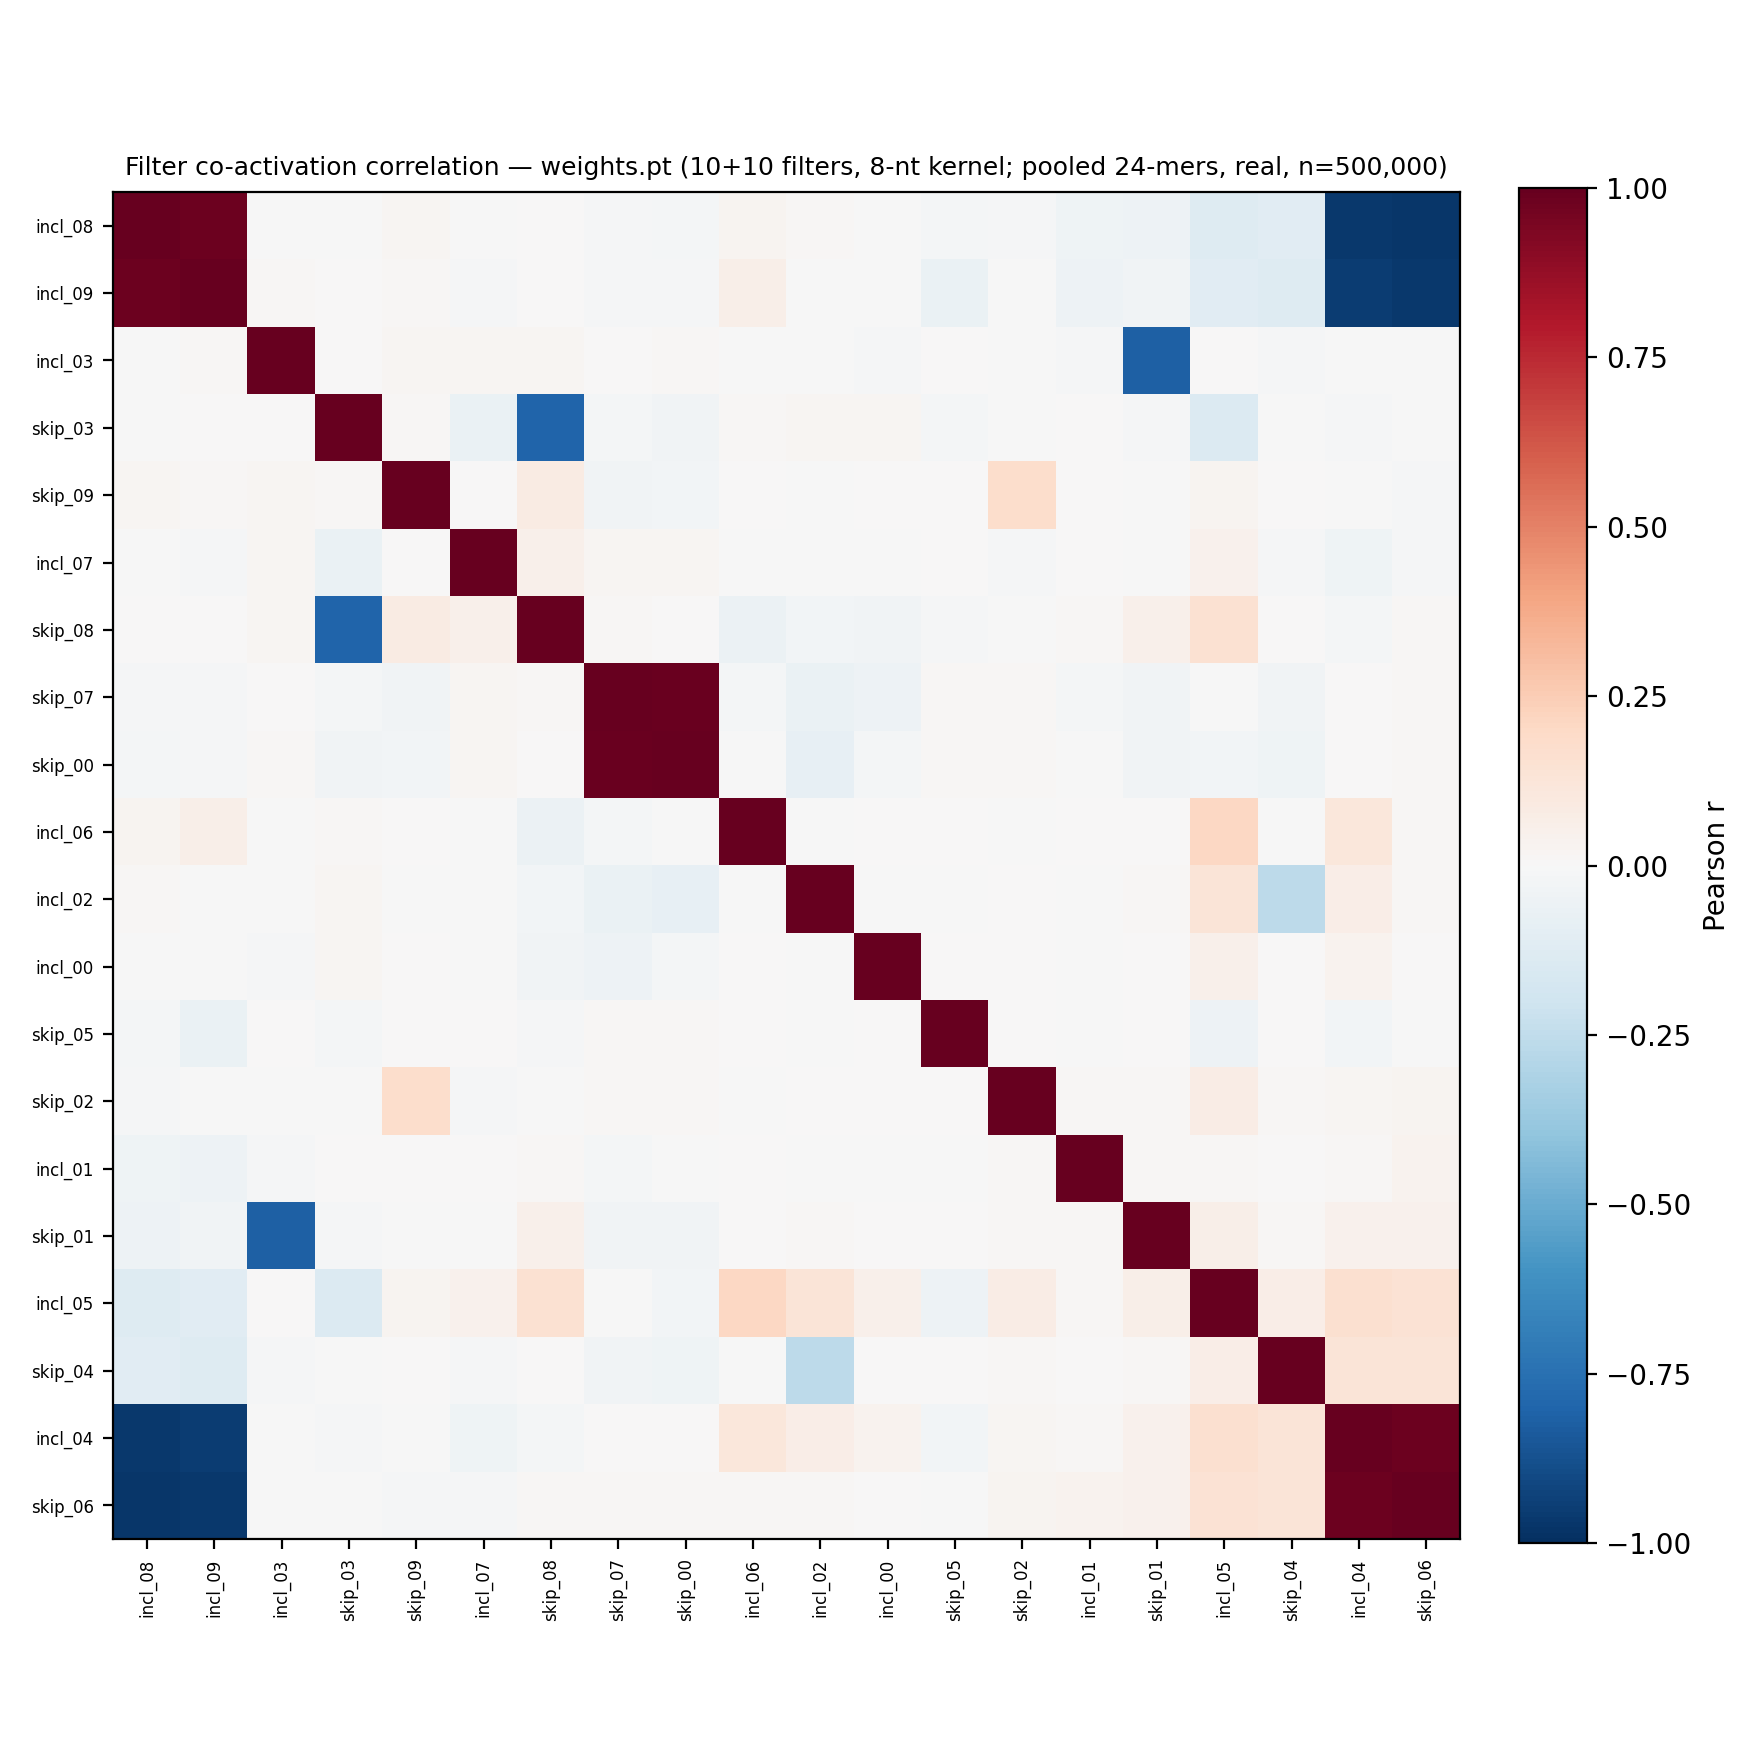 Filter co-activation correlation — weights.pt (10+10 filters, 8-nt kernel; pooled 24-mers, real, n=500,000)
incl_08
incl_09
incl_03
skip_03
skip_09
incl_07
skip_08
skip_07
skip_00
incl_06
incl_02
incl_00
skip_05
skip_02
incl_01
skip_01
incl_05
skip_04
incl_04
skip_06
incl_08
incl_09
incl_03
skip_03
skip_09
incl_07
skip_08
skip_07
skip_00
incl_06
incl_02
incl_00
skip_05
skip_02
incl_01
skip_01
incl_05
skip_04
incl_04
skip_06
1.00
0.75
0.50
0.25
0.00
−0.25
−0.50
−0.75
−1.00
Pearson r